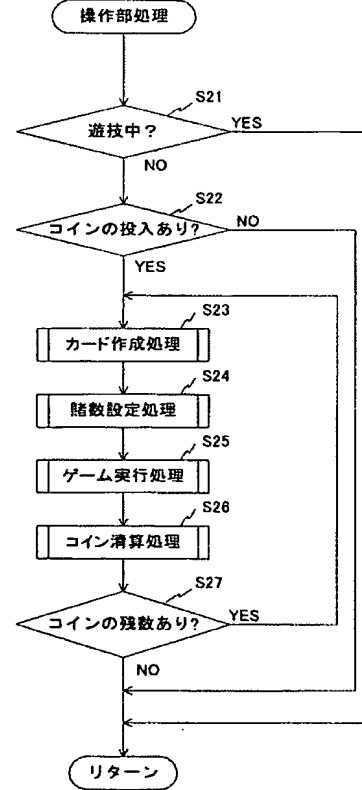 操作部処理
S21
遊技中？
YES
NO
S22
コインの投入あり?
NO
YES
S23
カード作成処理
S24
賭数設定処理
S25
ゲーム実行処理
S26
コイン清算処理
S27
コインの残数あり?
YES
NO
リターン